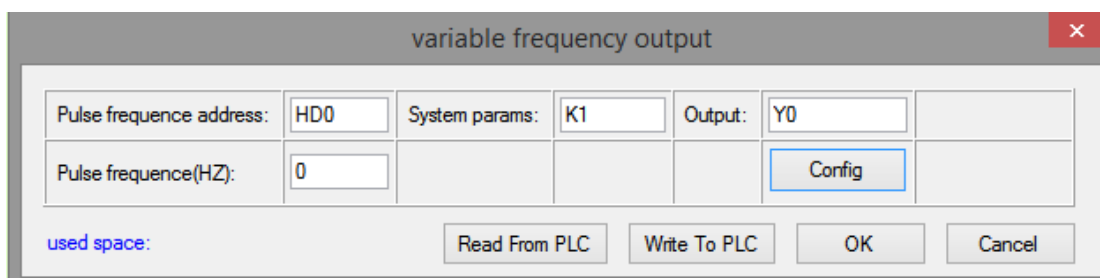 variable frequency output
Pulse frequence address: HD0 System params: K1 Output: Y0
Pulse frequence(HZ): 0 Config
used space: Read From PLC Write To PLC OK Cancel